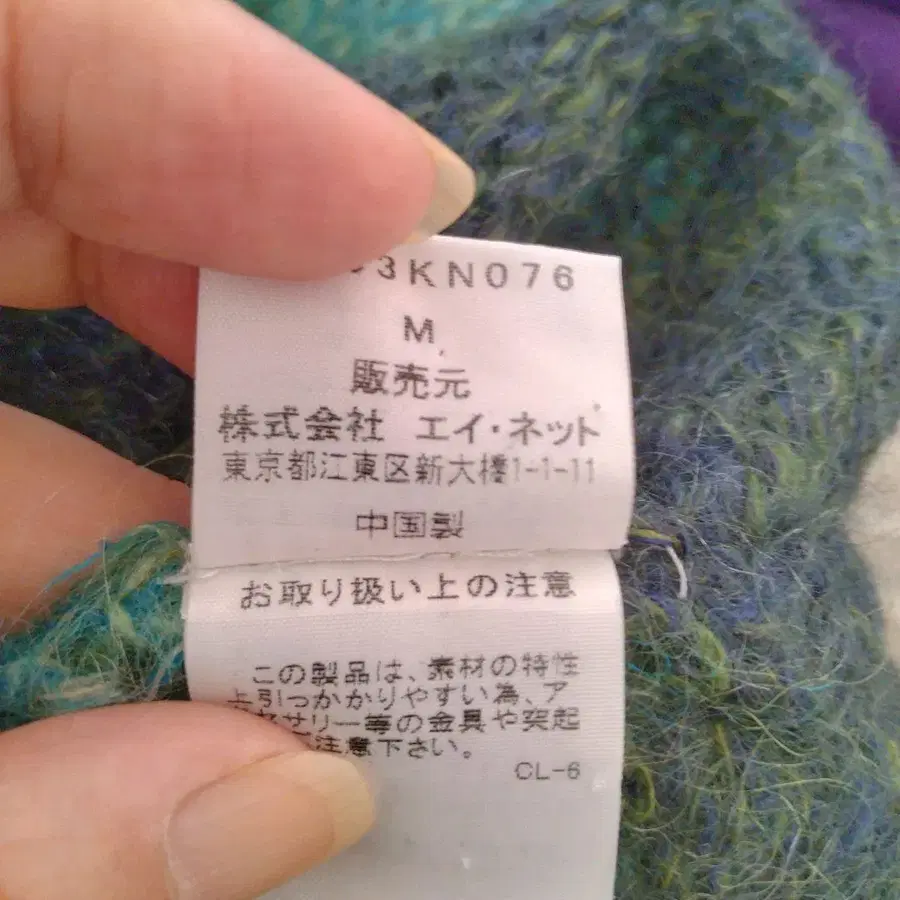 3KN076
M
販売元
株式会社 エイ・ネット
東京都江東区新大橋1-1-11
中国製
お取り扱い上の注意
この製品は、素材の特性
上引っかかりやすい為、ア
セサリー等の金具や突起
注意下さい。
CL-6